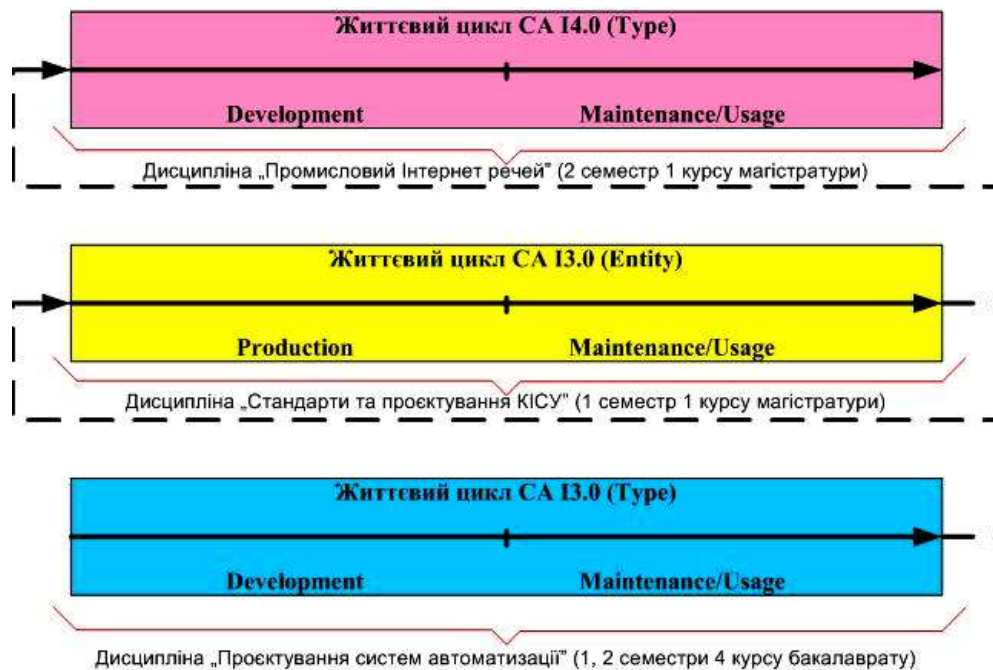 Життєвий цикл СА І4.0 (Type)
Development Maintenance/Usage
Дисципліна „Промисловий Інтернет речей” (2 семестр 1 курсу магістратури)
Життєвий цикл СА І3.0 (Entity)
Production Maintenance/Usage
Дисципліна „Стандарти та проєктування КІСУ” (1 семестр 1 курсу магістратури)
Життєвий цикл СА І3.0 (Type)
Development Maintenance/Usage
Дисципліна „Проєктування систем автоматизації” (1, 2 семестри 4 курсу бакалаврату)